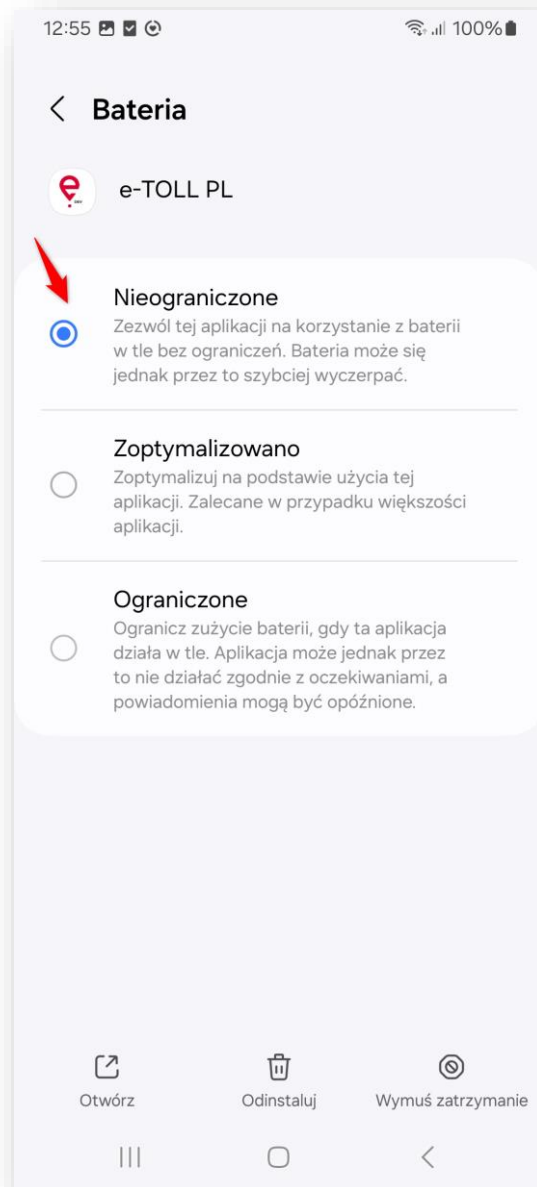 12:55
100%
Bateria
e-TOLL PL
Nieograniczone
Zezwól tej aplikacji na korzystanie z baterii
w tle bez ograniczeń. Bateria może się
jednak przez to szybciej wyczerpać.
Zoptymalizowano
Zoptymalizuj na podstawie użycia tej
aplikacji. Zalecane w przypadku większości
aplikacji.
Ograniczone
Ogranicz zużycie baterii, gdy ta aplikacja
działa w tle. Aplikacja może jednak przez
to nie działać zgodnie z oczekiwaniami, a
powiadomienia mogą być opóźnione.
Otwórz
Odinstaluj
Wymuś zatrzymanie